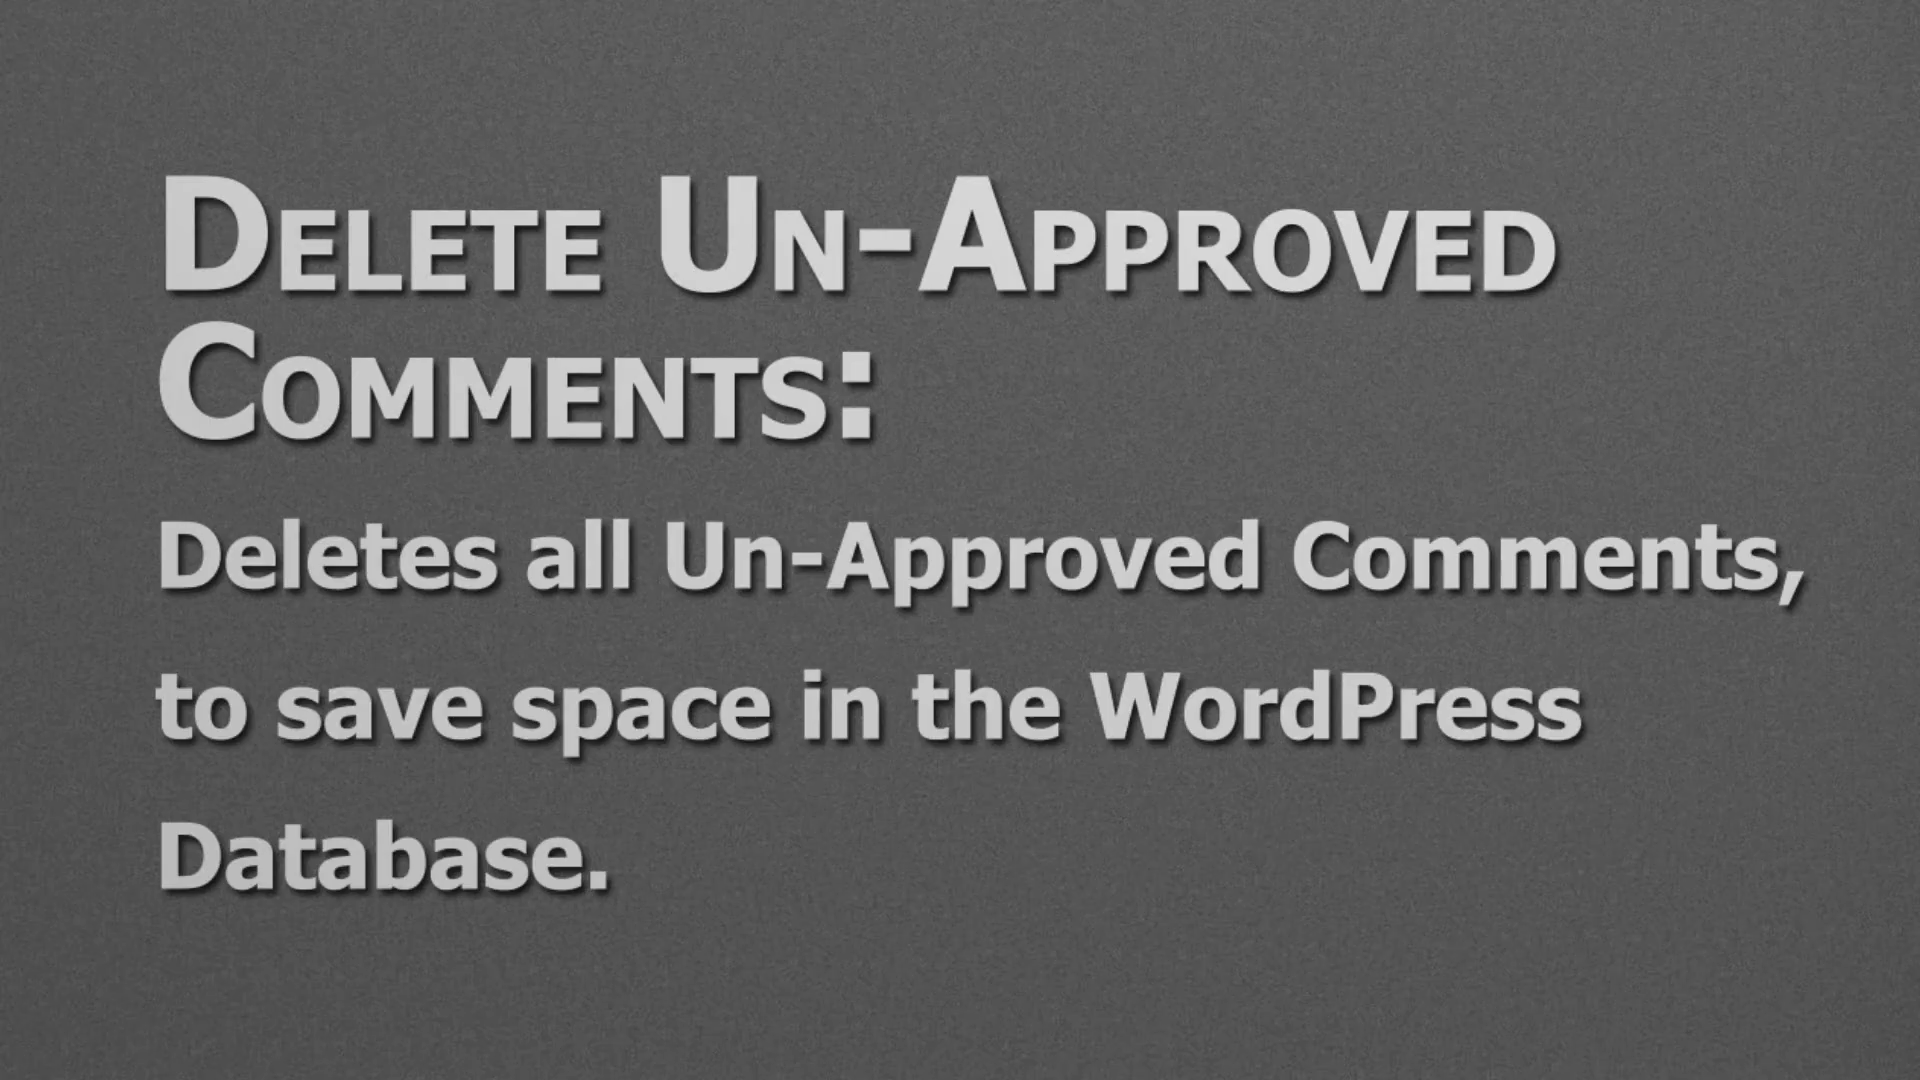 Delete Un-Approved
Comments:
Deletes all Un-Approved Comments,
to save space in the WordPress
Database.